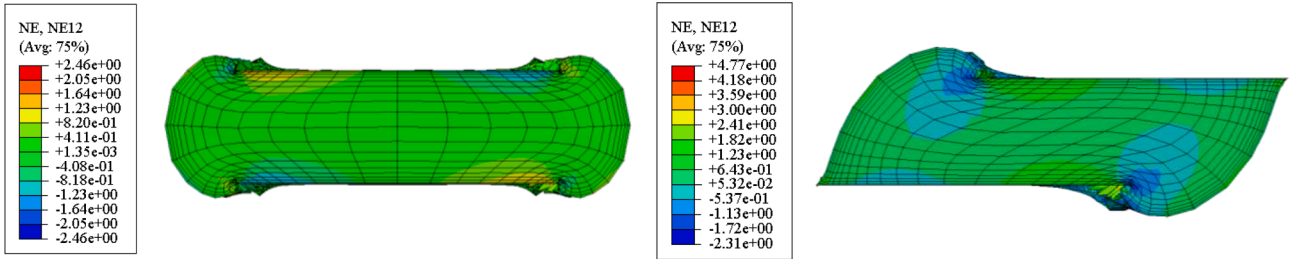 NE, NE12
(Avg: 75%)
+2.46e+00
+2.05e+00
+1.64e+00
+1.23e+00
+8.20e-01
+4.11e-01
+1.35e-03
-4.08e-01
-8.18e-01
-1.23e+00
-1.64e+00
-2.05e+00
-2.46e+00
NE, NE12
(Avg: 75%)
+4.77e+00
+4.18e+00
+3.59e+00
+3.00e+00
+2.41e+00
+1.82e+00
+1.23e+00
+6.43e-01
+5.32e-02
-5.37e-01
-1.13e+00
-1.72e+00
-2.31e+00